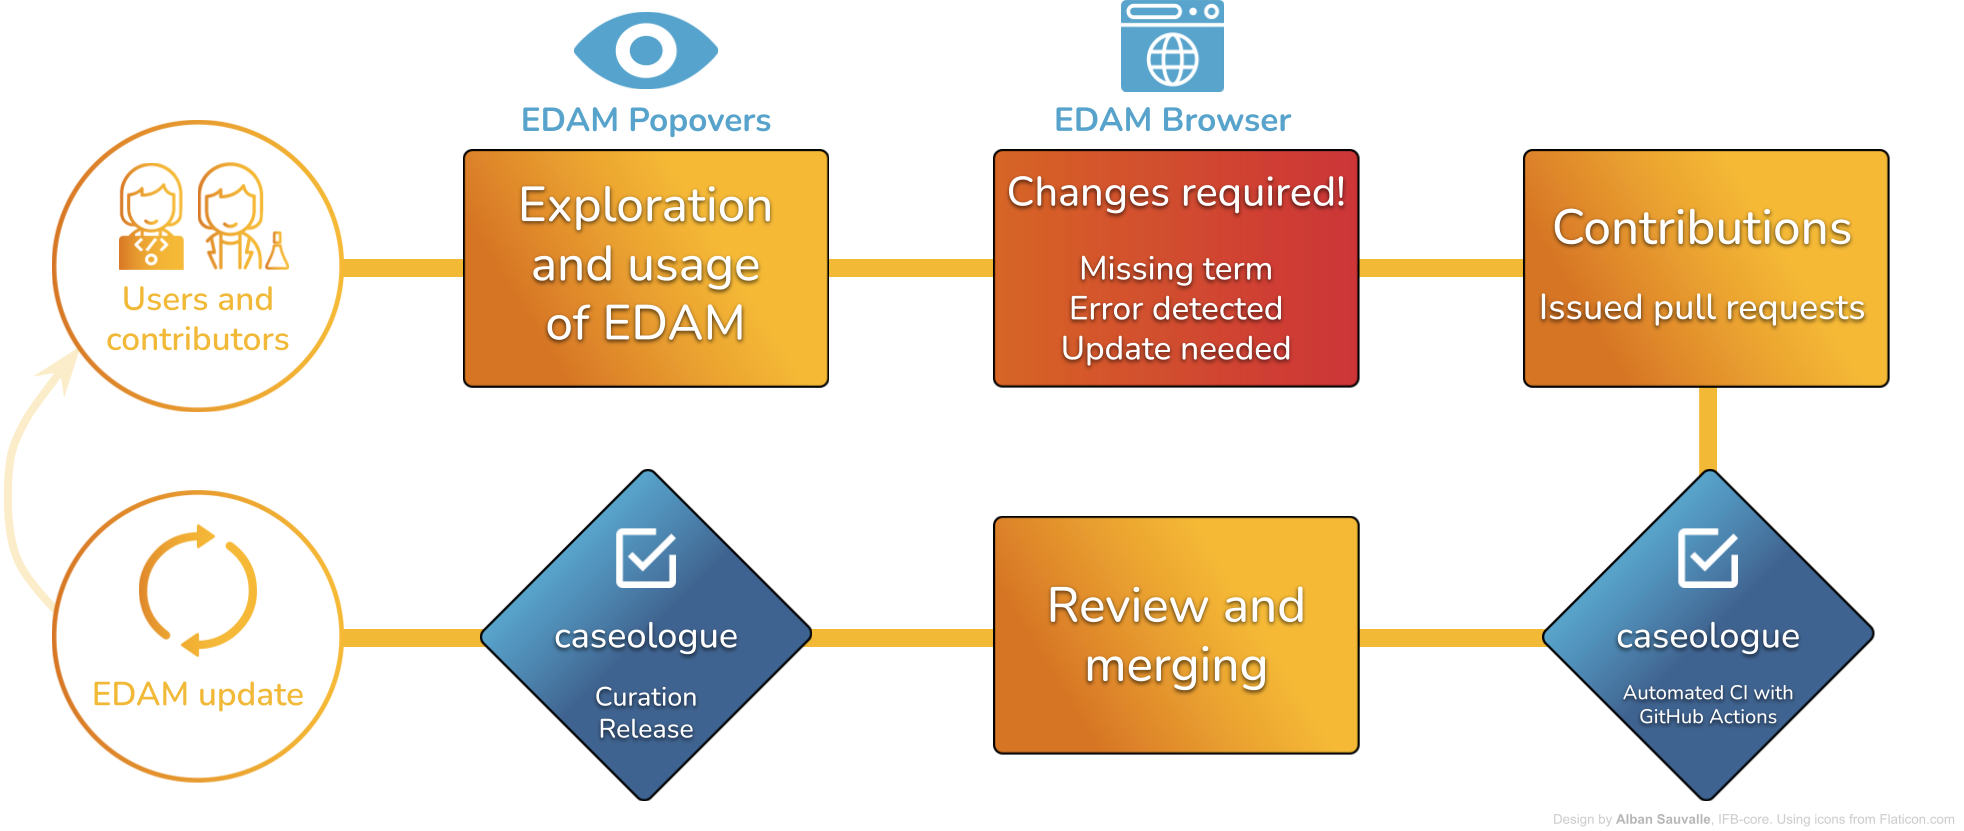 EDAM Popovers
EDAM Browser
Users and
contributors
Exploration
and usage
of EDAM
Changes required!
Missing term
Error detected
Update needed
Contributions
Issued pull requests
EDAM update
caseologue
Curation
Release
Review and
merging
caseologue
Automated CI with
GitHub Actions
Design by Alban Sauvalle, IFB-core. Using icons from Flaticon.com